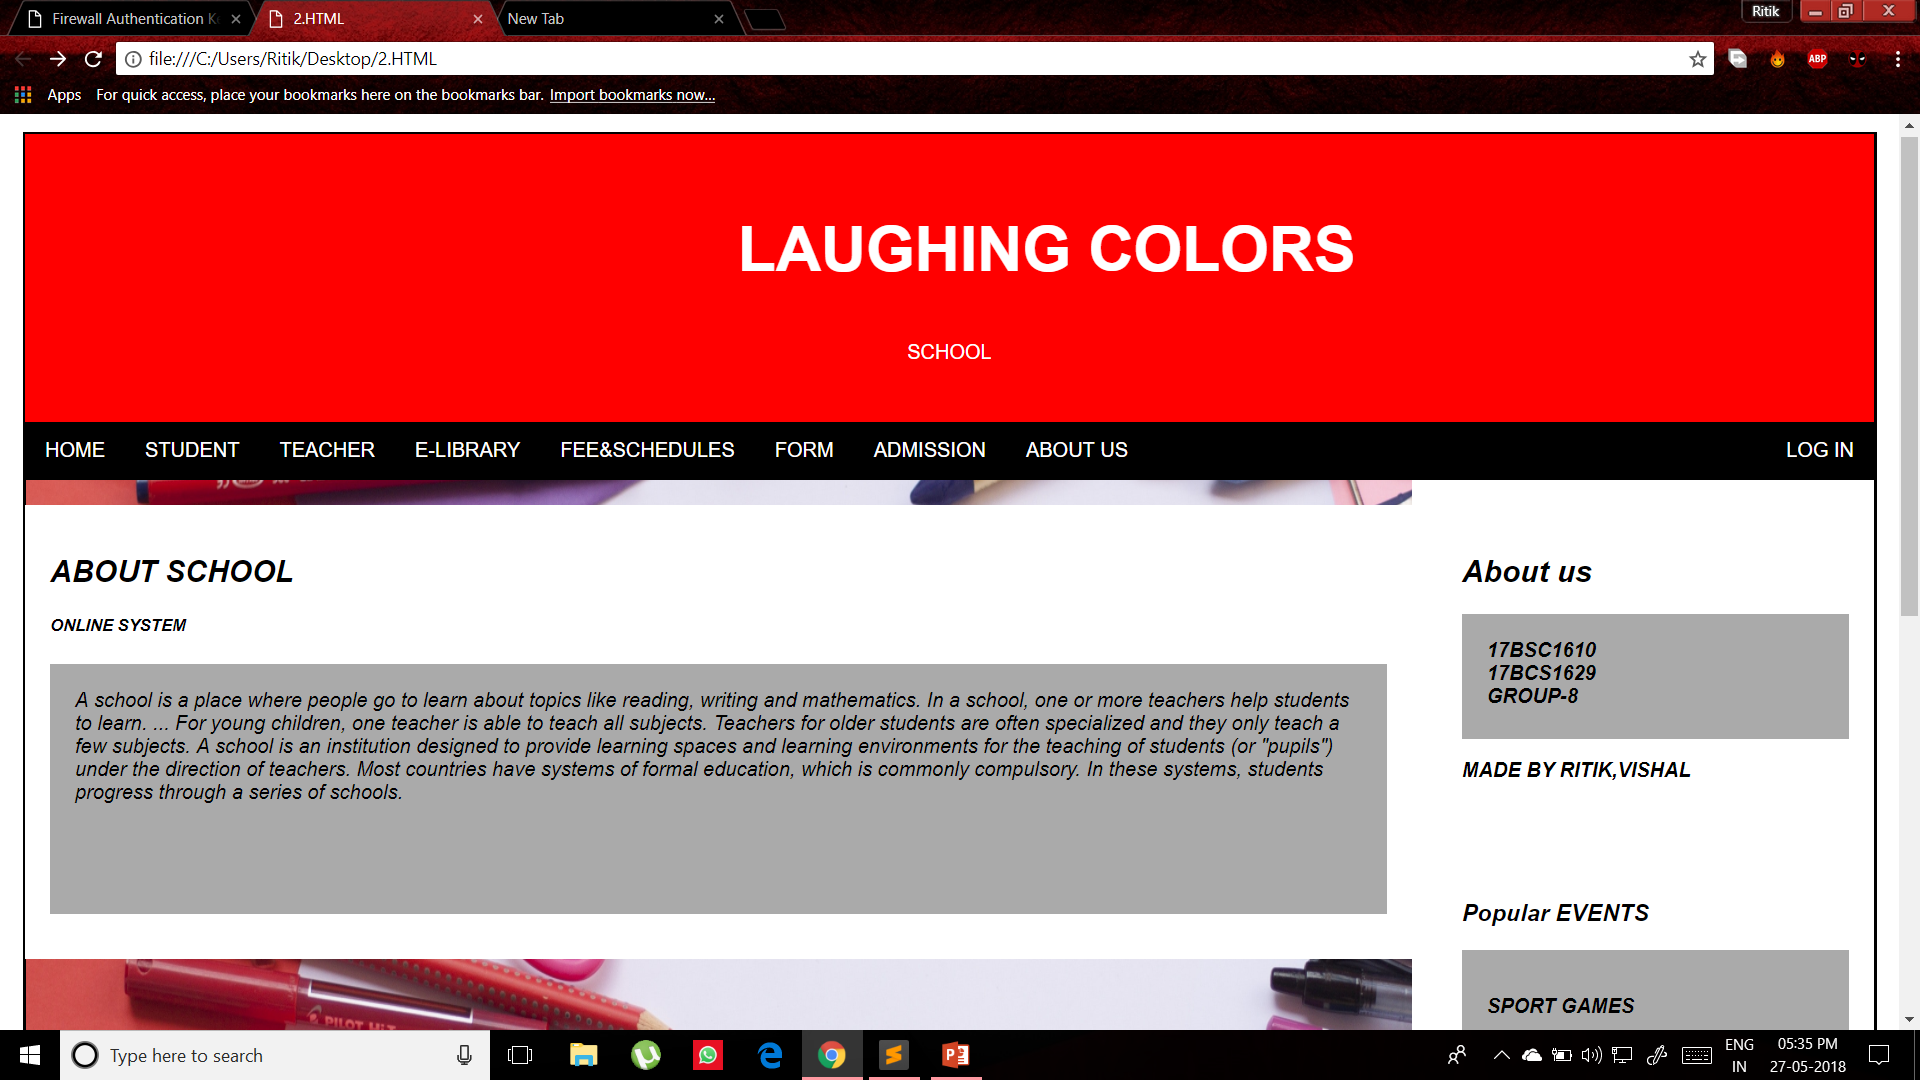 Firewall Authentication K
2.HTML
New Tab
Ritik
file:///C:/Users/Ritik/Desktop/2.HTML
ABP
Apps
For quick access, place your bookmarks here on the bookmarks bar. Import bookmarks now...
LAUGHING COLORS
SCHOOL
HOME STUDENT TEACHER E-LIBRARY FEE&SCHEDULES FORM ADMISSION ABOUT US LOG IN
ABOUT SCHOOL
ONLINE SYSTEM
A school is a place where people go to learn about topics like reading, writing and mathematics. In a school, one or more teachers help students
to learn. ... For young children, one teacher is able to teach all subjects. Teachers for older students are often specialized and they only teach a
few subjects. A school is an institution designed to provide learning spaces and learning environments for the teaching of students (or "pupils")
under the direction of teachers. Most countries have systems of formal education, which is commonly compulsory. In these systems, students
progress through a series of schools.
About us
17BSC1610
17BCS1629
GROUP-8
MADE BY RITIK,VISHAL
Popular EVENTS
SPORT GAMES
PILOT
Type here to search
ENG
IN
05:35 PM
27-05-2018